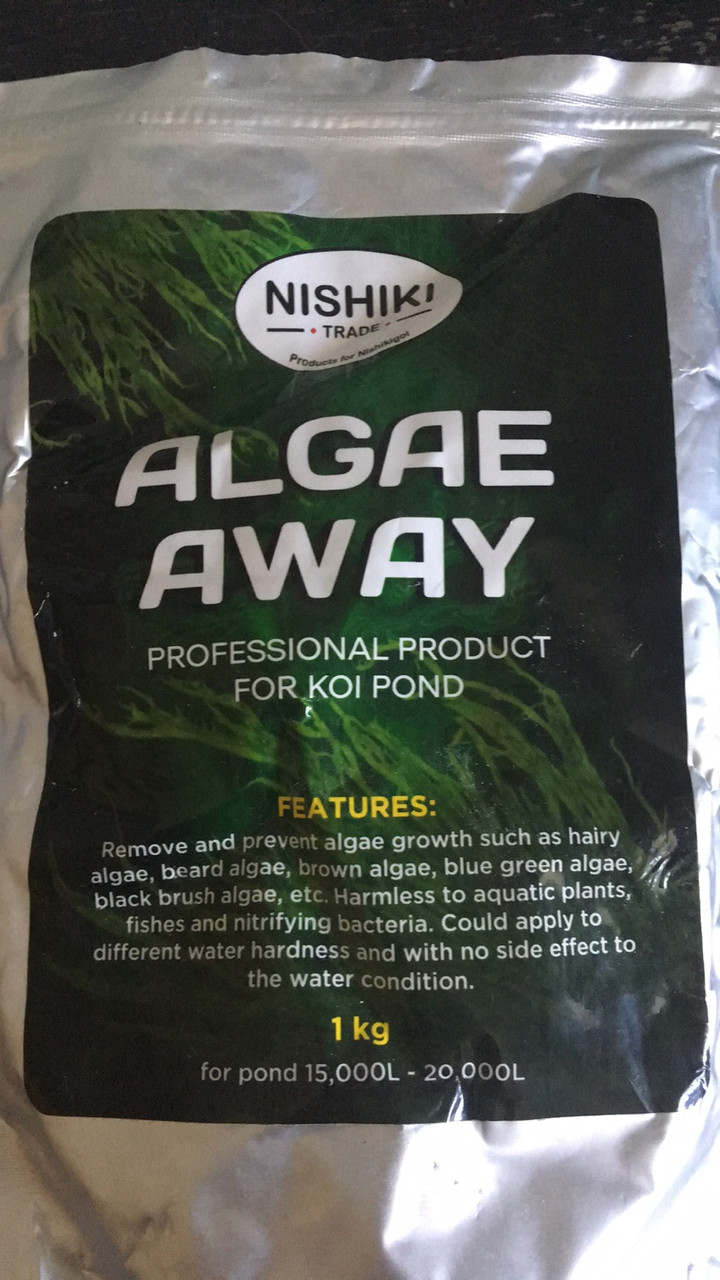 NISHIKI
TRADE
Products for Nishikigoi
ALGAE
AWAY
PROFESSIONAL PRODUCT
FOR KOI POND
FEATURES:
Remove and prevent algae growth such as hairy
algae, beard algae, brown algae, blue green algae,
black brush algae, etc. Harmless to aquatic plants,
fishes and nitrifying bacteria. Could apply to
different water hardness and with no side effect to
the water condition.
1 kg
for pond 15,000L - 20,000L